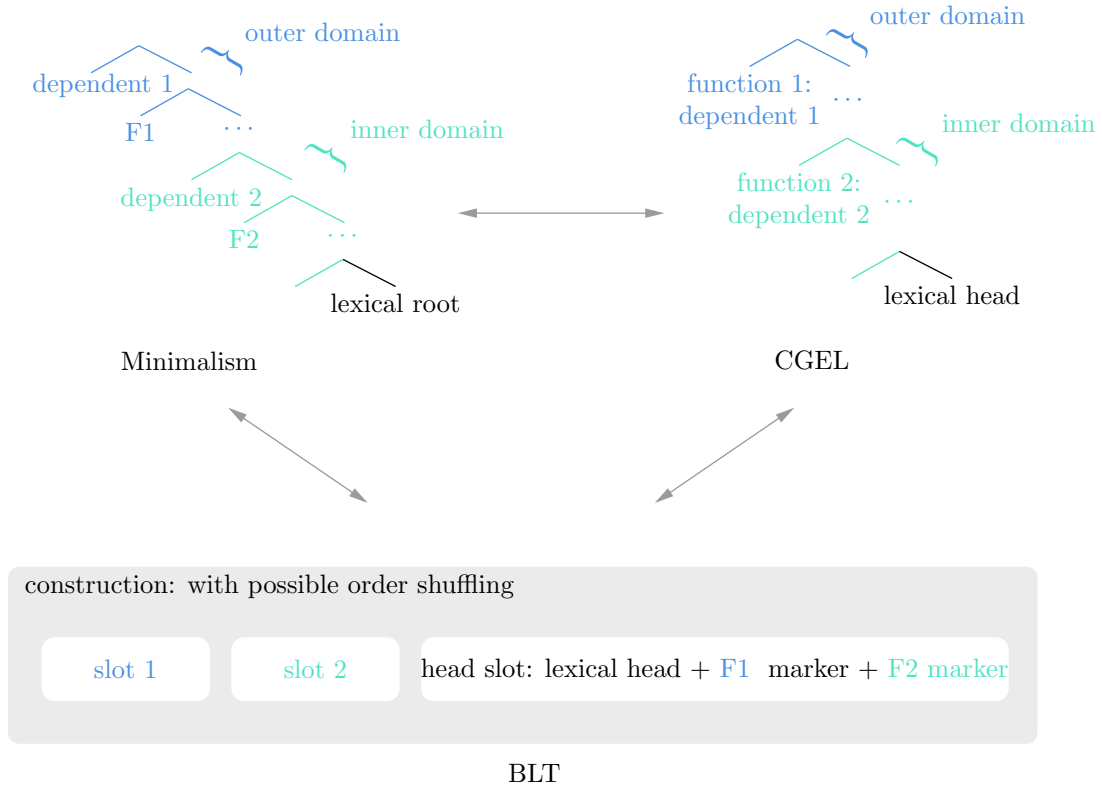 outer domain
dependent 1
F1
...
inner domain
dependent 2
F2
...
lexical root
Minimalism
outer domain
function 1:
dependent 1
...
inner domain
function 2:
dependent 2
...
lexical head
CGEL
construction: with possible order shuffling
slot 1
slot 2
head slot: lexical head + F1 marker + F2 marker
BLT